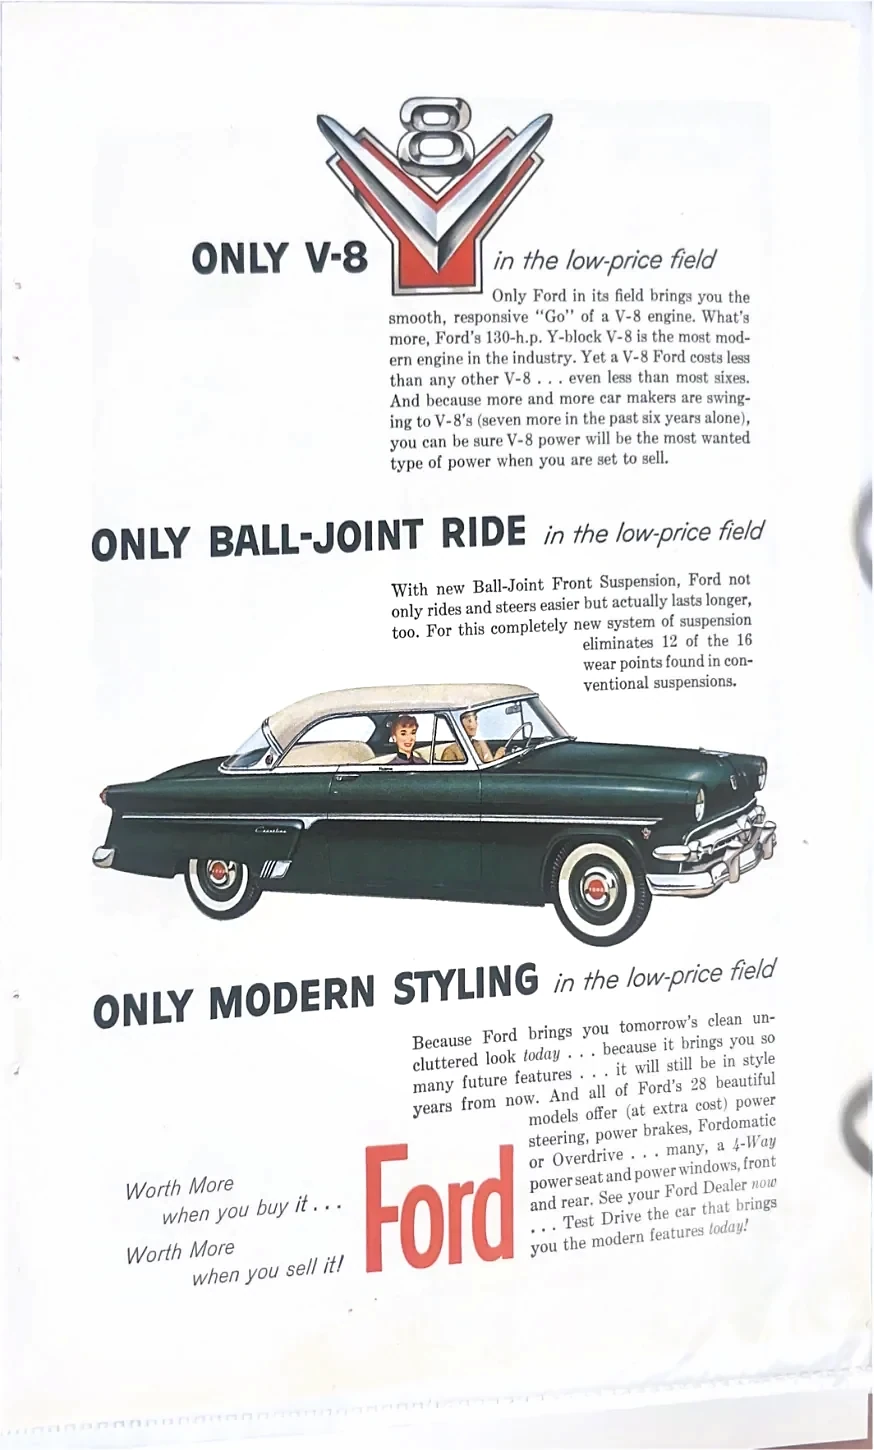 8
ONLY V-8 in the low-price field
Only Ford in its field brings you the
smooth, responsive "Go" of a V-8 engine. What's
more, Ford's 130-h.p. Y-block V-8 is the most mod-
ern engine in the industry. Yet a V-8 Ford costs less
than any other V-8 . . . even less than most sixes.
And because more and more car makers are swing-
ing to V-8's (seven more in the past six years alone),
you can be sure V-8 power will be the most wanted
type of power when you are set to sell.
ONLY BALL-JOINT RIDE in the low-price field
With new Ball-Joint Front Suspension, Ford not
only rides and steers easier but actually lasts longer,
too. For this completely new system of suspension
eliminates 12 of the 16
wear points found in con-
ventional suspensions.
Crestline
FORD
ONLY MODERN STYLING in the low-price field
Because Ford brings you tomorrow's clean un-
cluttered look today . . . because it brings you so
many future features . . . it will still be in style
years from now. And all of Ford's 28 beautiful
models offer (at extra cost) power
steering, power brakes, Fordomatic
or Overdrive . . . many, a 4-Way
power seat and power windows, front
and rear. See your Ford Dealer now
. . . Test Drive the car that brings
you the modern features today!
Worth More
when you buy it . . .
Worth More
when you sell it!
Ford